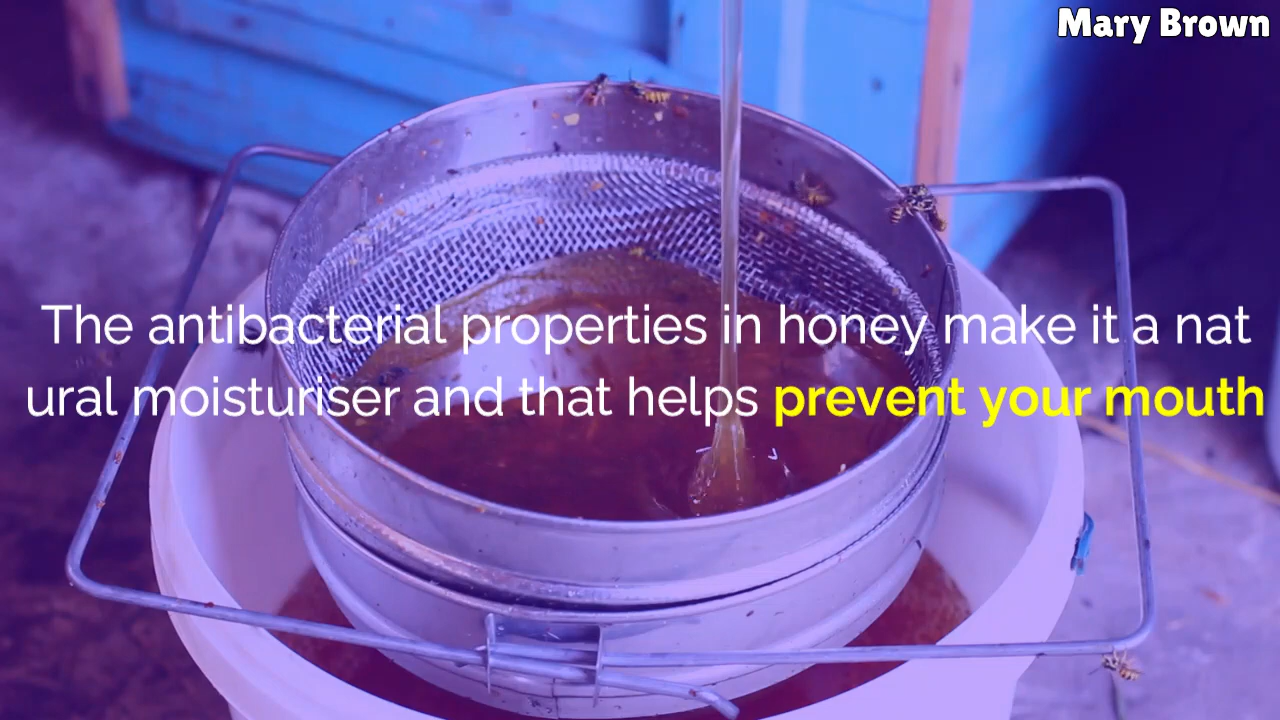 Mary Brown
The antibacterial properties in honey make it a nat
ural moisturiser and that helps prevent your mouth